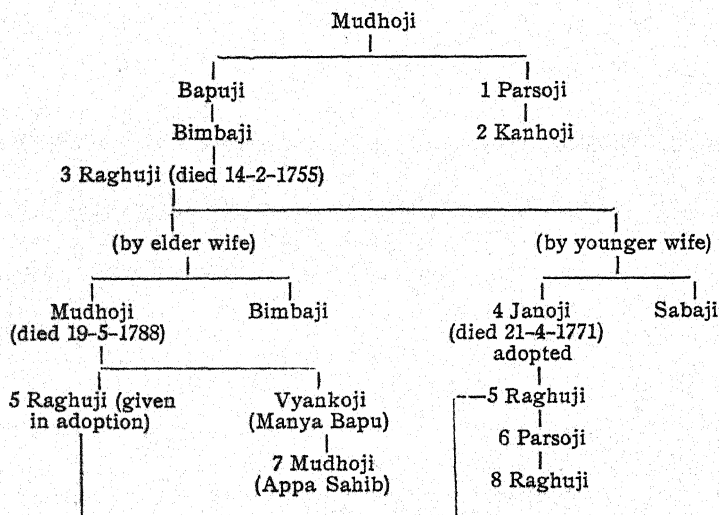 Mudhoji
Bapuji 1 Parsoji
Bimbaji 2 Kanhoji
3 Raghuji (died 14-2-1755)
(by elder wife) (by younger wife)
Mudhoji Bimbaji 4 Janoji Sabaji
(died 19-5-1788) (died 21-4-1771)
adopted
5 Raghuji (given Vyankoji 5 Raghuji
in adoption) (Manya Bapu)
6 Parsoji
7 Mudhoji
(Appa Sahib) 8 Raghuji